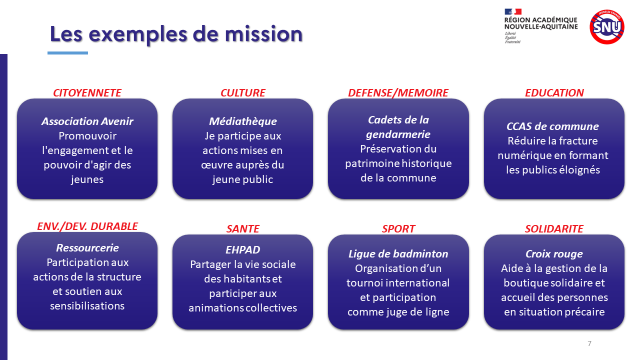 Les exemples de mission
RÉGION ACADÉMIQUE
NOUVELLE-AQUITAINE
Liberté
Égalité
Fraternité
SNU
CITOYENNETE
Association Avenir
Promouvoir
l'engagement et le
pouvoir d'agir des
jeunes
CULTURE
Médiathèque
Je participe aux
actions mises en
œuvre auprès du
jeune public
DEFENSE/MEMOIRE
Cadets de la
gendarmerie
Préservation du
patrimoine historique
de la commune
EDUCATION
CCAS de commune
Réduire la fracture
numérique en formant
les publics éloignés
ENV./DEV. DURABLE
Ressourcerie
Participation aux
actions de la structure
et soutien aux
sensibilisations
SANTE
EHPAD
Partager la vie sociale
des habitants et
participer aux
animations collectives
SPORT
Ligue de badminton
Organisation d'un
tournoi international
et participation
comme juge de ligne
SOLIDARITE
Croix rouge
Aide à la gestion de la
boutique solidaire et
accueil des personnes
en situation précaire
7